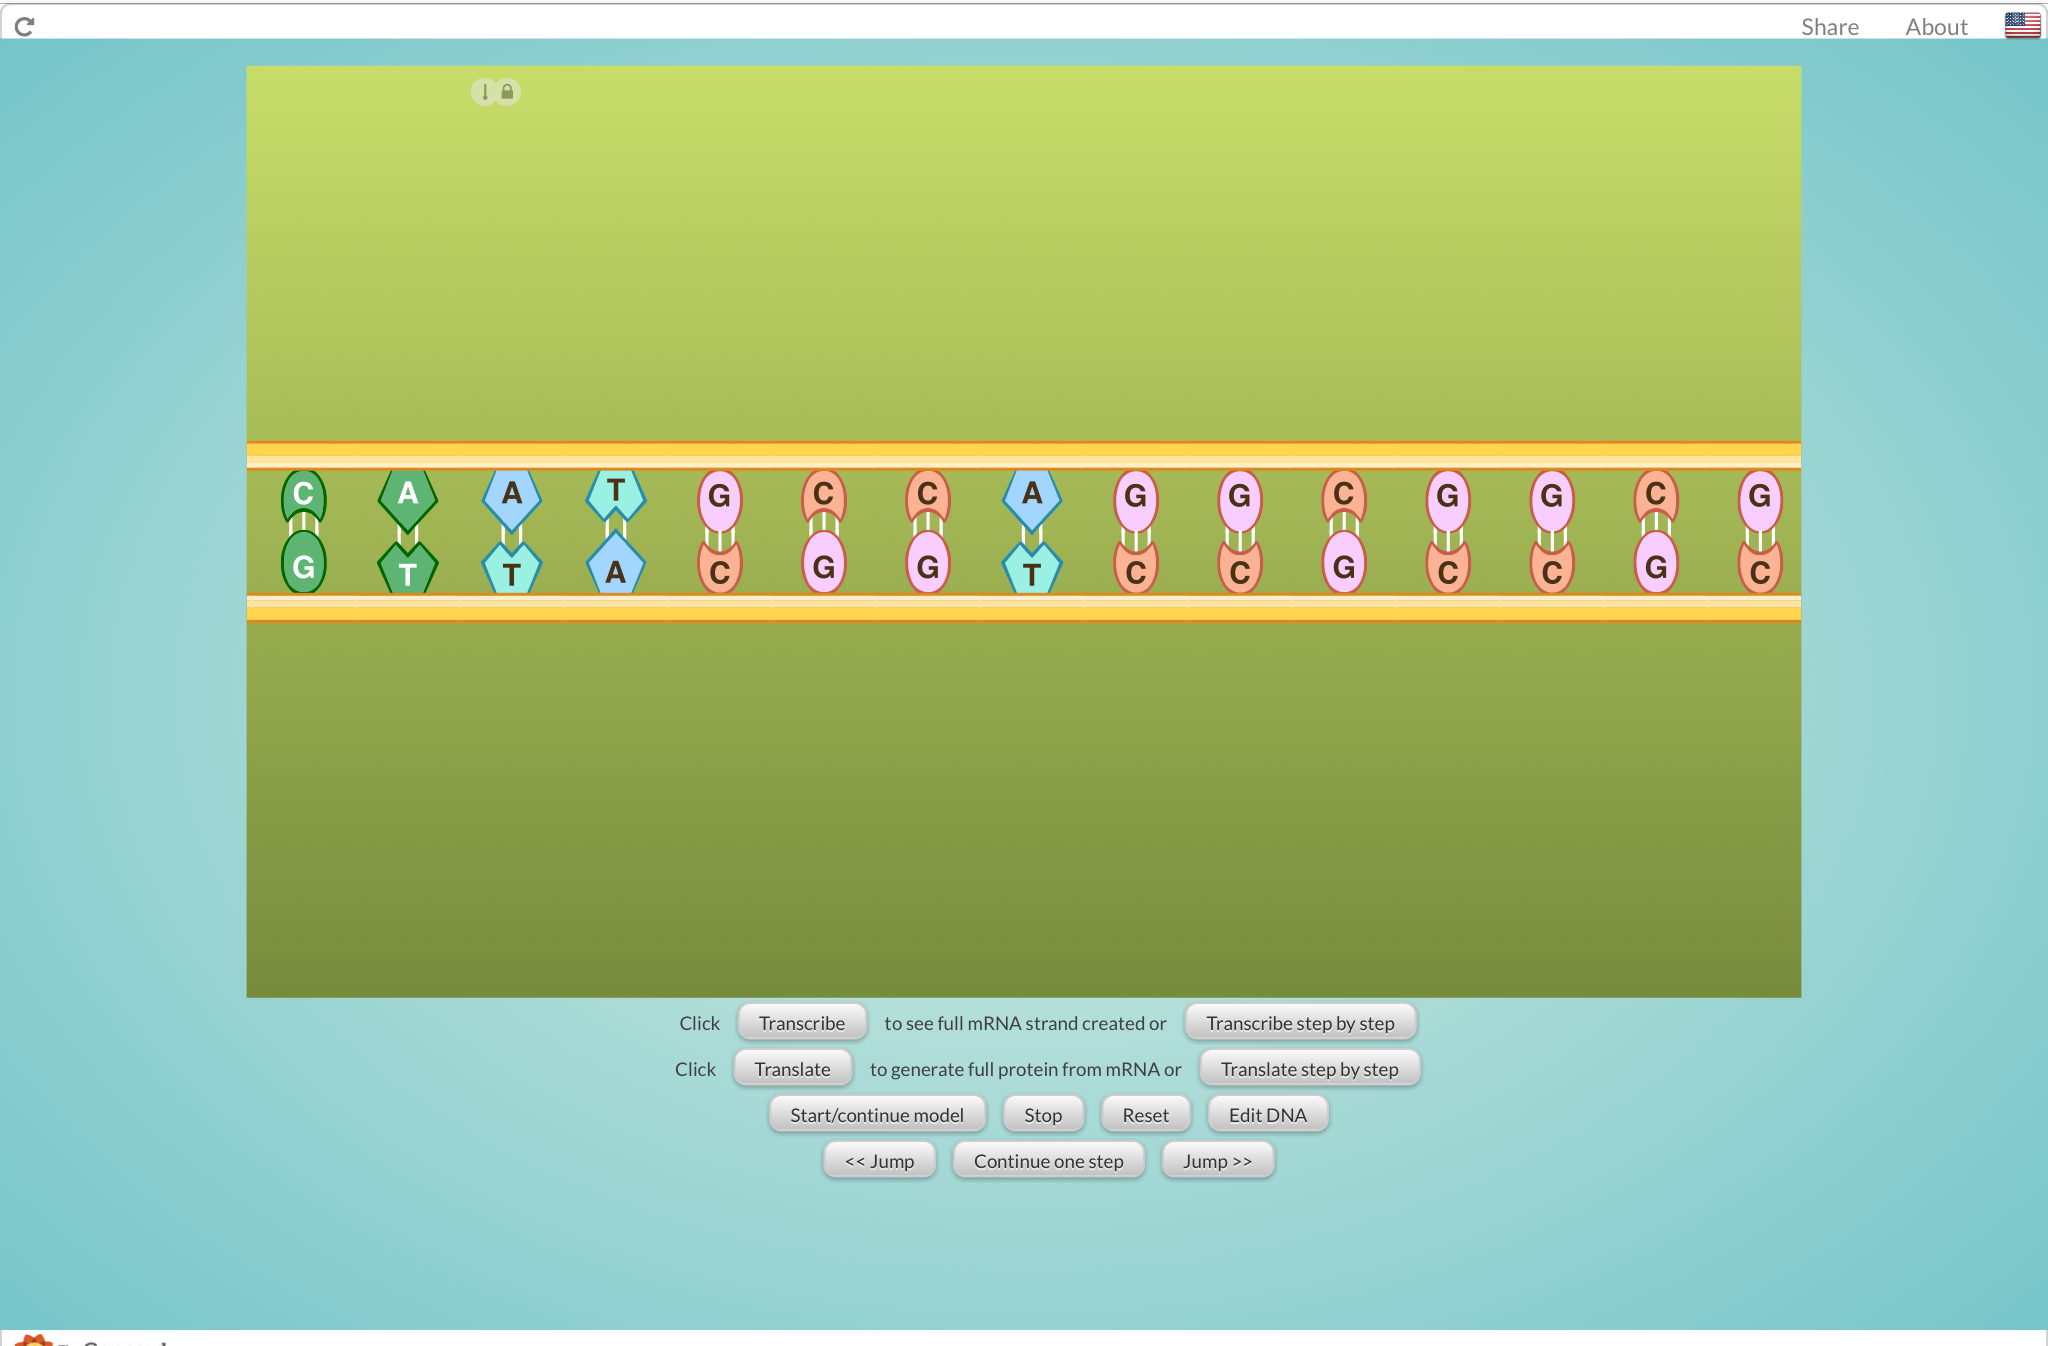 Share About
C A A T G C C A G G C G G C G
G T T A C G G T C C G C C G C
Click Transcribe to see full mRNA strand created or Transcribe step by step
Click Translate to generate full protein from mRNA or Translate step by step
Start/continue model Stop Reset Edit DNA
<< Jump Continue one step Jump >>